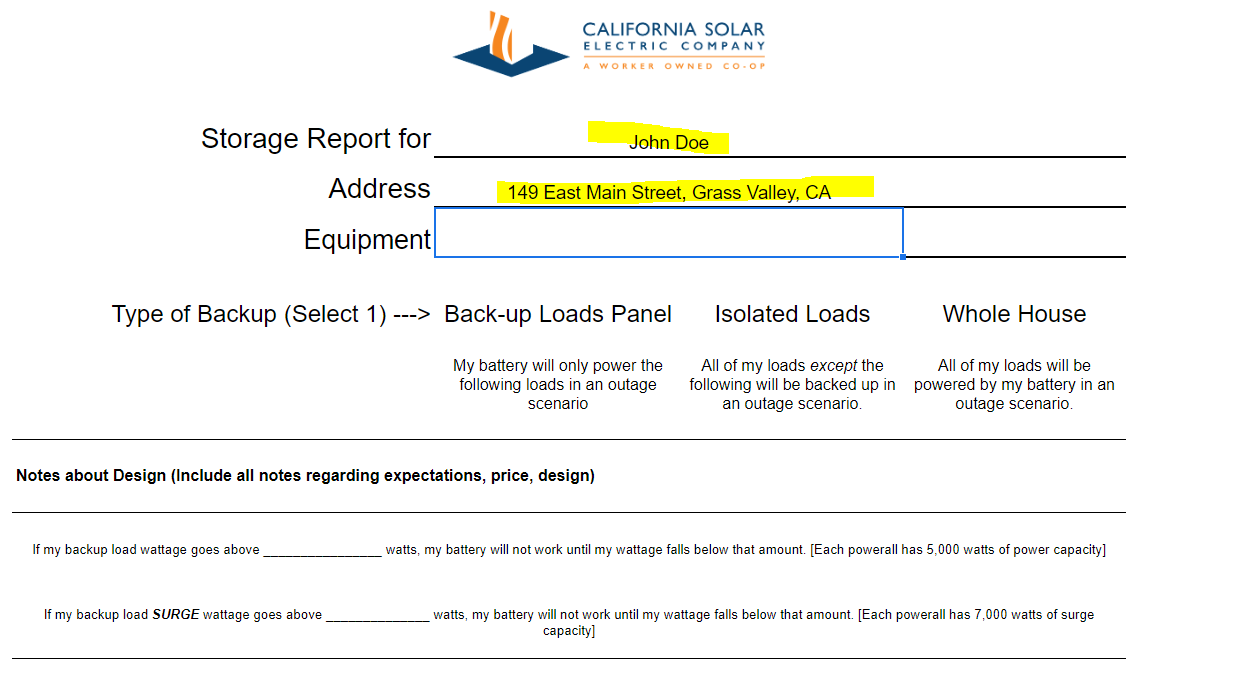 CALIFORNIA SOLAR
ELECTRIC COMPANY
A WORKER OWNED CO-OP
Storage Report for John Doe
Address 149 East Main Street, Grass Valley, CA
Equipment
Type of Backup (Select 1) ---> Back-up Loads Panel Isolated Loads Whole House
My battery will only power the
following loads in an outage
scenario
All of my loads except the
following will be backed up in
an outage scenario.
All of my loads will be
powered by my battery in an
outage scenario.
Notes about Design (Include all notes regarding expectations, price, design)
If my backup load wattage goes above ________________ watts, my battery will not work until my wattage falls below that amount. [Each powerall has 5,000 watts of power capacity]
If my backup load SURGE wattage goes above ______________ watts, my battery will not work until my wattage falls below that amount. [Each powerall has 7,000 watts of surge
capacity]